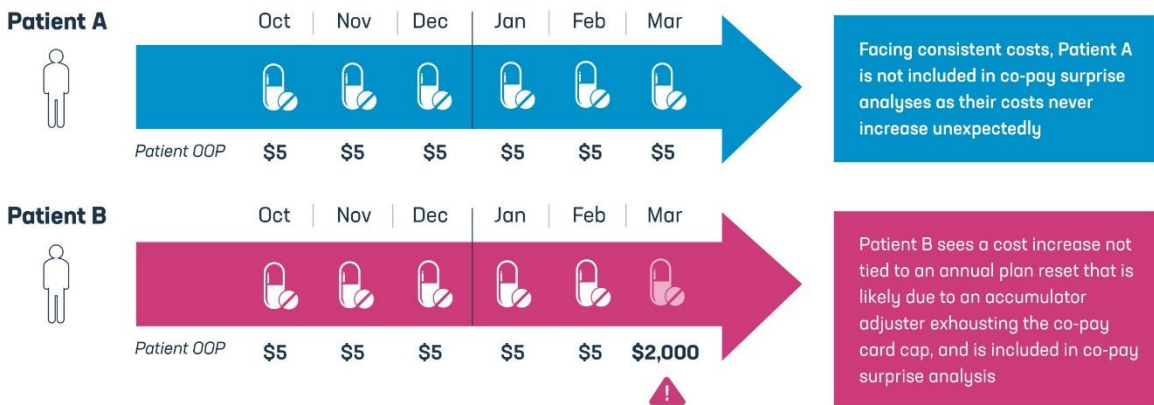 Patient A
Oct | Nov | Dec | Jan | Feb | Mar
Facing consistent costs, Patient A
is not included in co-pay surprise
analyses as their costs never
increase unexpectedly
Patient OOP $5 $5 $5 $5 $5 $5
Patient B
Oct | Nov | Dec | Jan | Feb | Mar
Patient B sees a cost increase not
tied to an annual plan reset that is
likely due to an accumulator
adjuster exhausting the co-pay
card cap, and is included in co-pay
surprise analysis
Patient OOP $5 $5 $5 $5 $5 $2,000
!